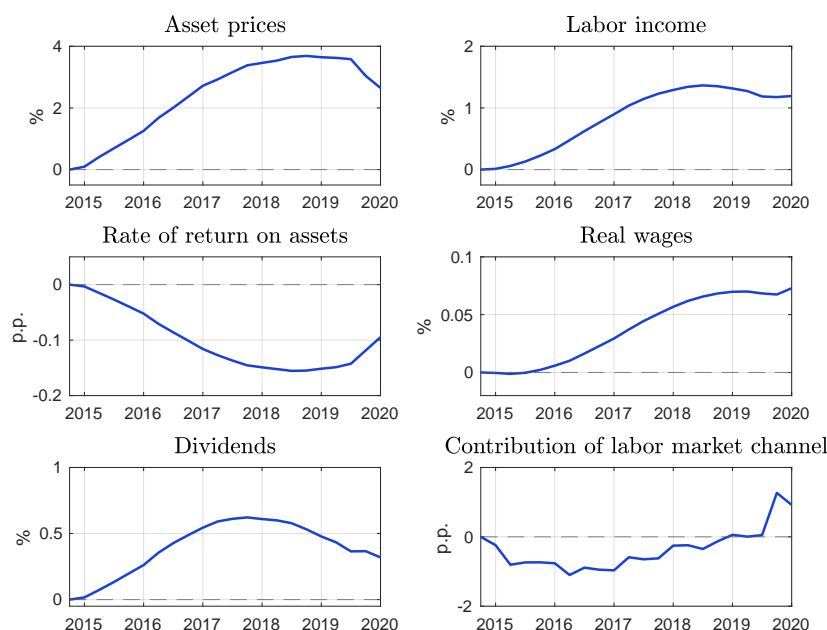 Asset prices
4
2
0
%
2015 2016 2017 2018 2019 2020
Labor income
2
1
0
%
2015 2016 2017 2018 2019 2020
Rate of return on assets
0
-0.1
-0.2
p.p.
2015 2016 2017 2018 2019 2020
Real wages
0.1
0.05
0
%
2015 2016 2017 2018 2019 2020
Dividends
1
0.5
0
%
2015 2016 2017 2018 2019 2020
Contribution of labor market channel
2
0
-2
p.p.
2015 2016 2017 2018 2019 2020